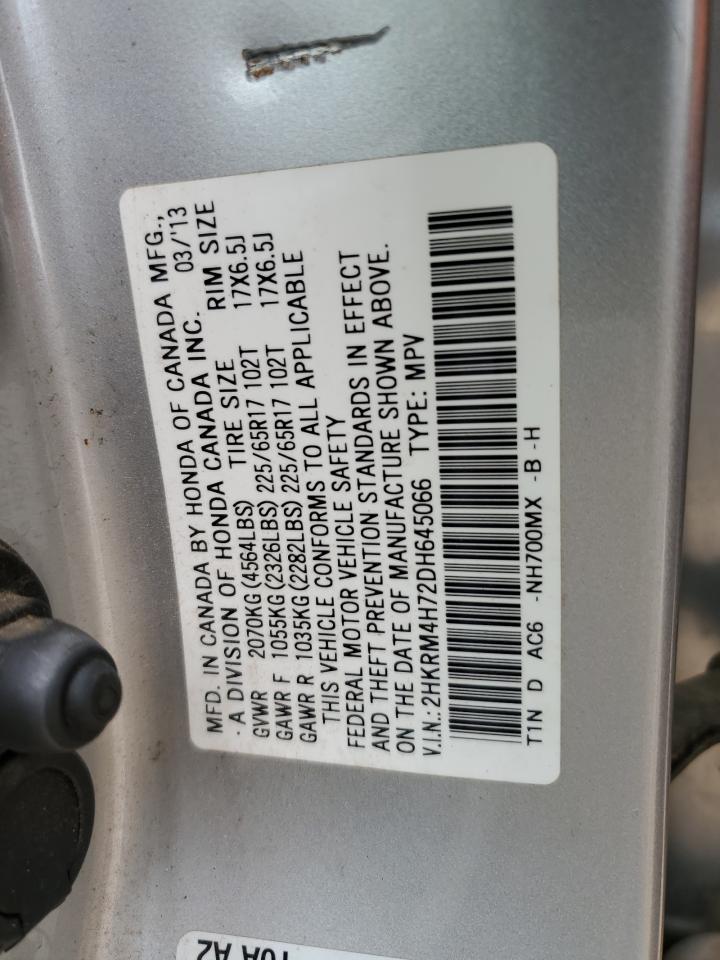 MFD. IN CANADA BY HONDA OF CANADA MFG.,
·A DIVISION OF HONDA CANADA INC. 03/'13
GVWR 2070KG (4564LBS) TIRE SIZE RIM SIZE
GAWR F 1055KG (2326LBS) 225/65R17 102T 17X6.5J
GAWR R 1035KG (2282LBS) 225/65R17 102T 17X6.5J
THIS VEHICLE CONFORMS TO ALL APPLICABLE
FEDERAL MOTOR VEHICLE SAFETY
AND THEFT PREVENTION STANDARDS IN EFFECT
ON THE DATE OF MANUFACTURE SHOWN ABOVE.
V.I.N.:2HKRM4H72DH645066 TYPE: MPV
T1N D AC6 -NH700MX -B -H